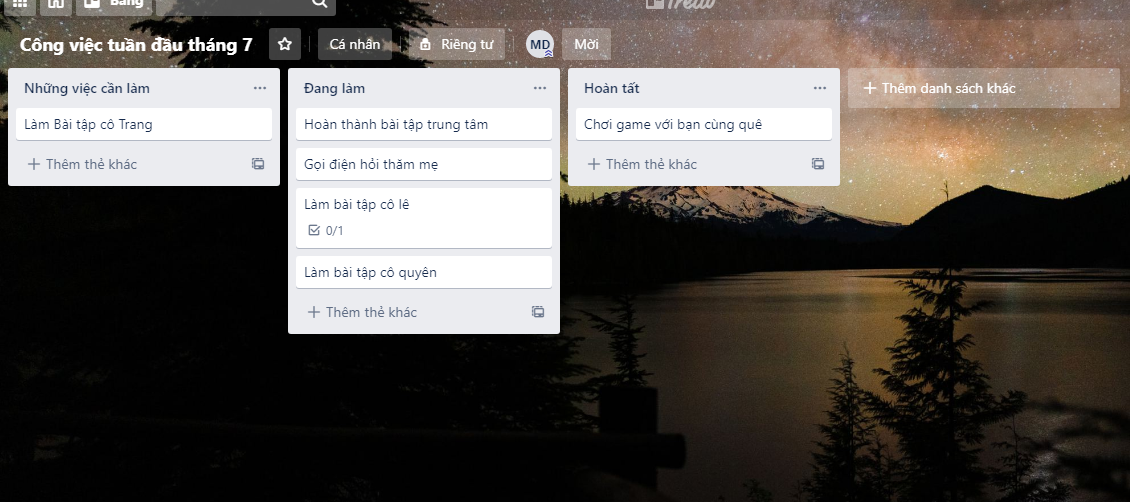 Bảng
Trello
Công việc tuần đầu tháng 7
Cá nhân
Riêng tư
MD
Mời
Những việc cần làm
Làm Bài tập cô Trang
Thêm thẻ khác
Đang làm
Hoàn thành bài tập trung tâm
Gọi điện hỏi thăm mẹ
Làm bài tập cô lê
0/1
Làm bài tập cô quyên
Thêm thẻ khác
Hoàn tất
Chơi game với bạn cùng quê
Thêm thẻ khác
Thêm danh sách khác